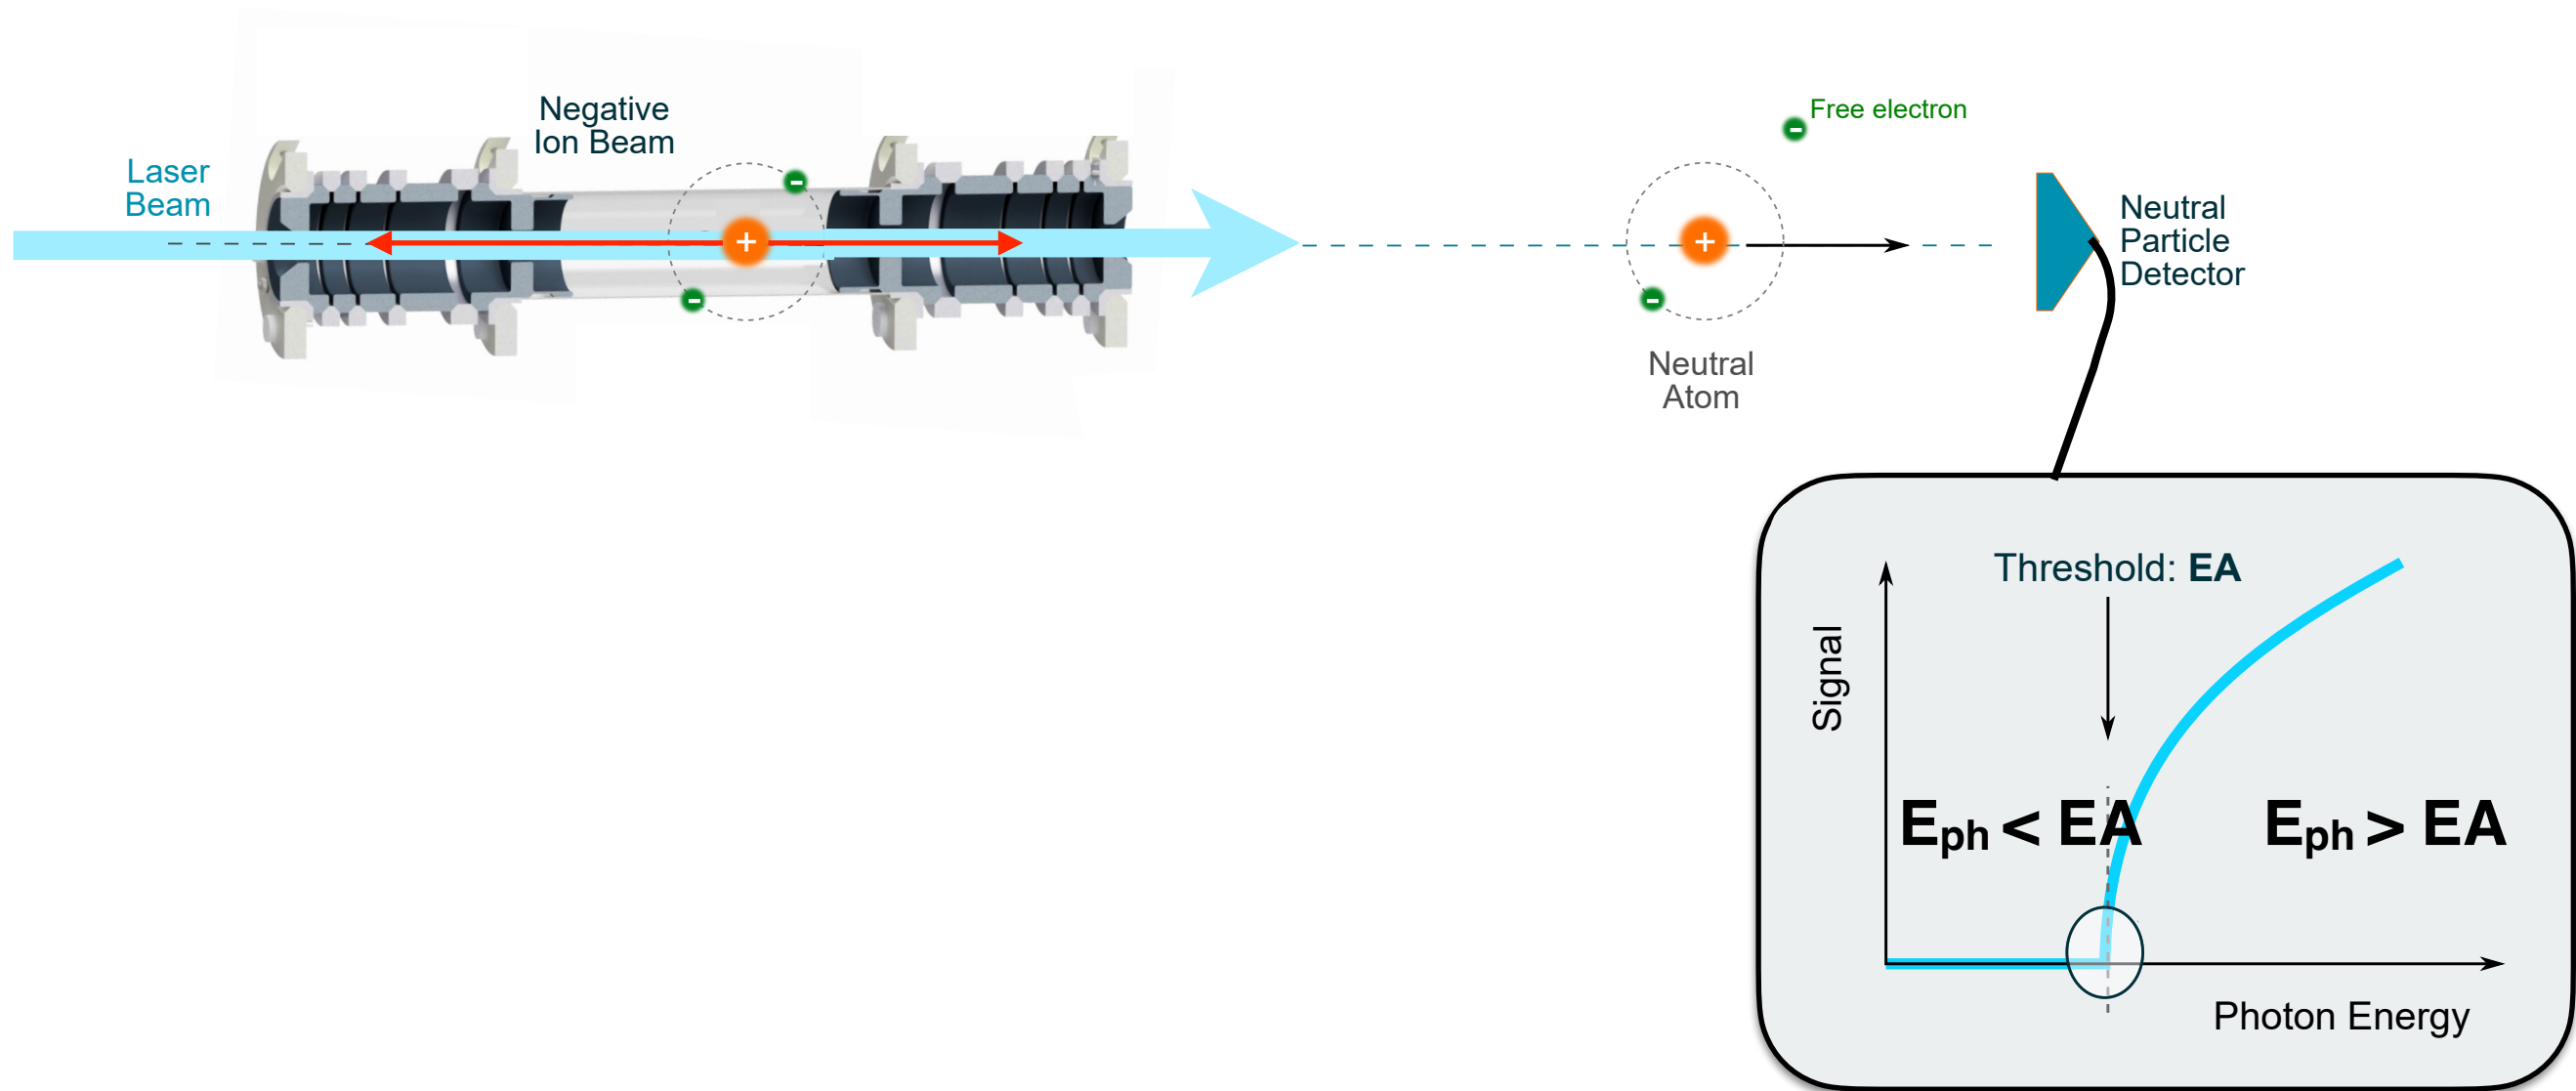 Negative
Ion Beam
Laser
Beam
Free electron
Neutral
Particle
Detector
Neutral
Atom
Threshold: EA
Signal
Eph < EA
Eph > EA
Photon Energy